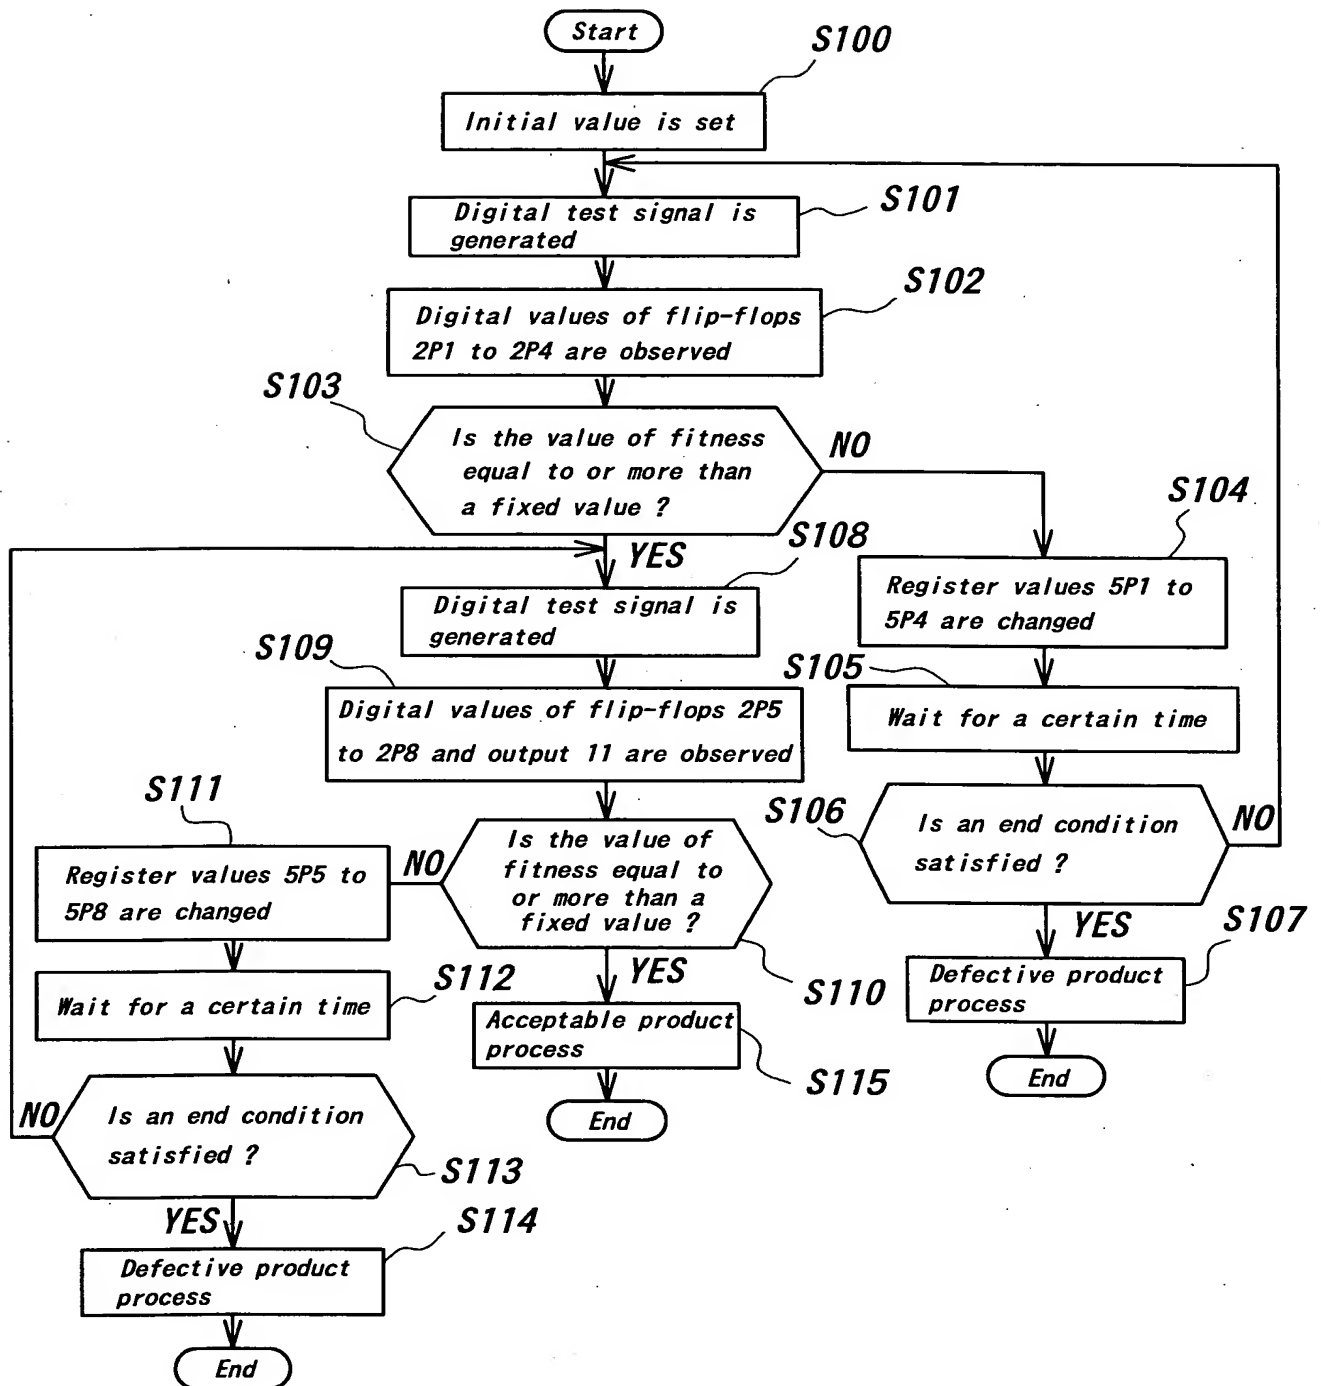 Start
S100
Initial value is set
S101
Digital test signal is
generated
S102
Digital values of flip-flops
2P1 to 2P4 are observed
S103
Is the value of fitness
equal to or more than
a fixed value ?
NO
YES
S104
Register values 5P1 to
5P4 are changed
S108
Digital test signal is
generated
S105
Wait for a certain time
S109
Digital values of flip-flops 2P5
to 2P8 and output 11 are observed
S106
Is an end condition
satisfied ?
NO
YES
S111
Register values 5P5 to
5P8 are changed
NO
Is the value of
fitness equal to
or more than a
fixed value ?
S110
YES
S107
Defective product
process
End
S112
Wait for a certain time
Acceptable product
process
S115
End
NO
Is an end condition
satisfied ?
S113
YES
S114
Defective product
process
End